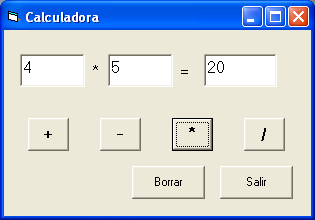 Calculadora
4 * 5 = 20
+ - * /
Borrar Salir